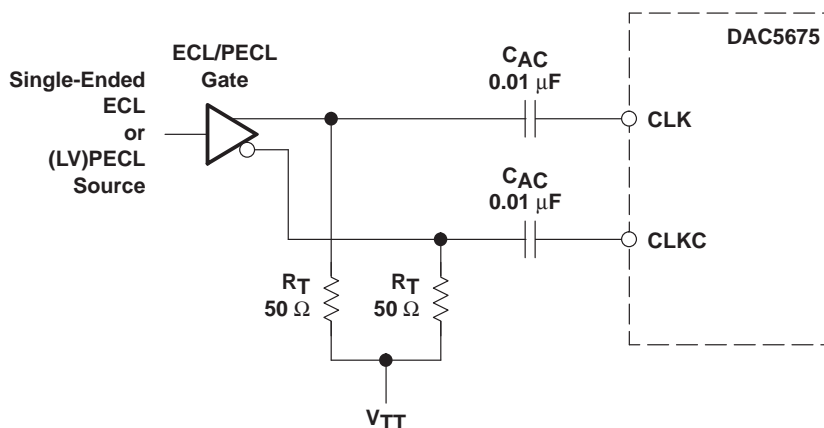 DAC5675
ECL/PECL
Gate
Single-Ended
ECL
or
(LV)PECL
Source
CAC
0.01 μF
CLK
CAC
0.01 μF
CLKC
RT
50 Ω
RT
50 Ω
VTT